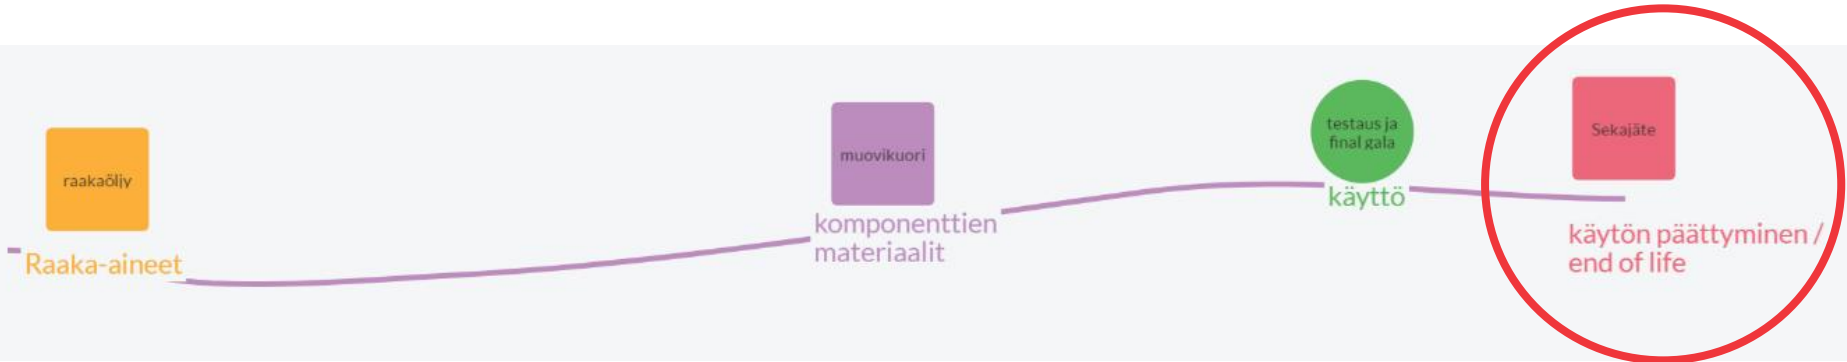 raakaöljy
Raaka-aineet
muovikuori
komponenttien
materiaalit
testaus ja
final gala
käyttö
Sekajäte
käytön päättyminen /
end of life